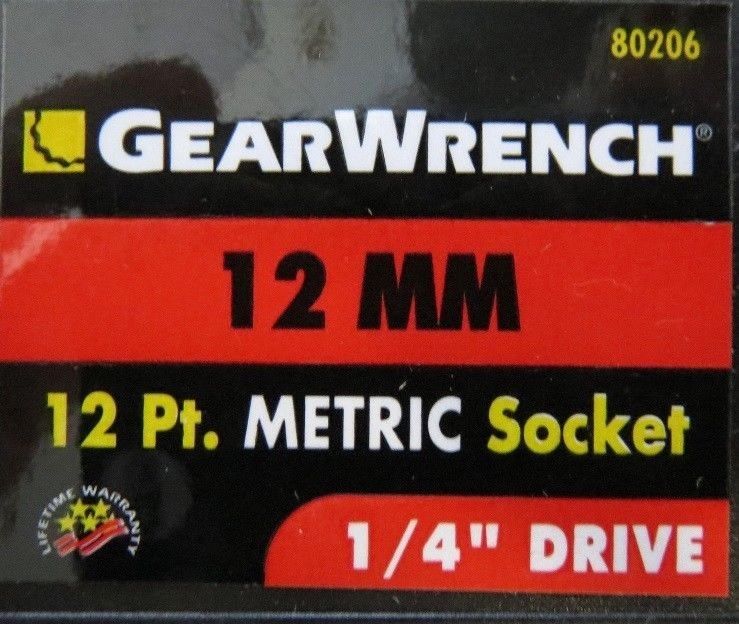 80206
GEARWRENCH®
12 MM
12 Pt. METRIC Socket
LIFETIME WARRANTY
1/4" DRIVE